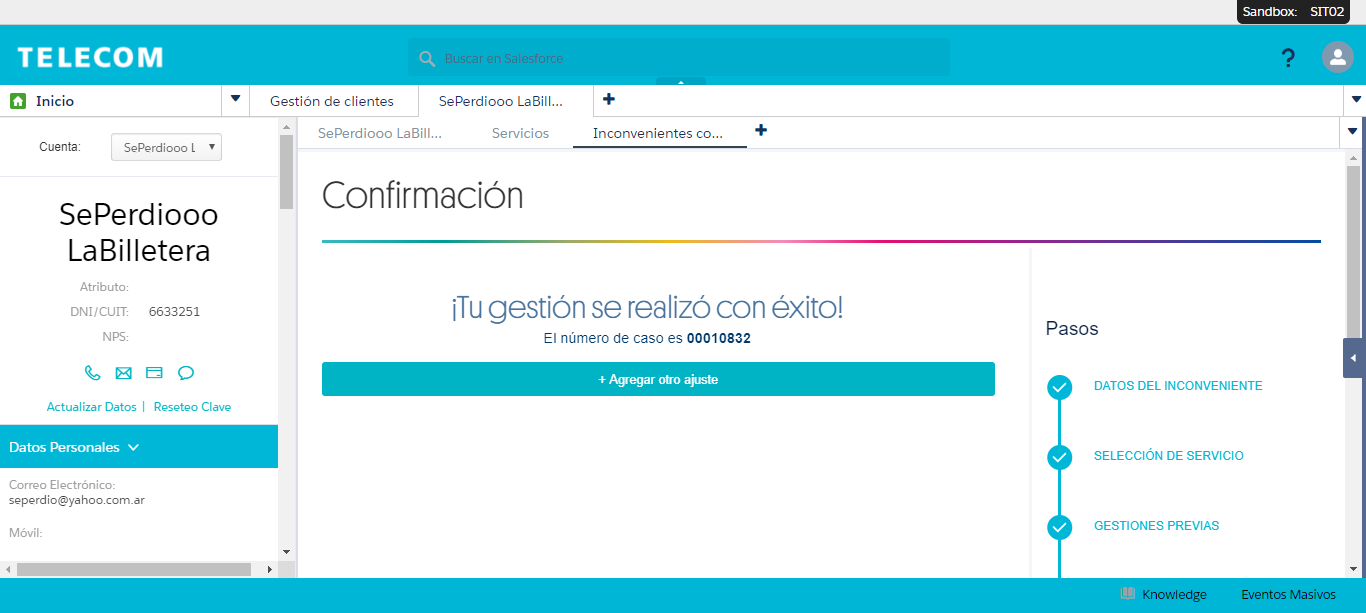 Sandbox: SIT02
TELECOM
Buscar en Salesforce
?
Inicio
Gestión de clientes
SePerdiooo LaBill...
Cuenta:
SePerdiooo L
SePerdiooo LaBill...
Servicios
Inconvenientes co...
SePerdiooo
LaBilletera
Atributo:
DNI/CUIT: 6633251
NPS:
Actualizar Datos | Reseteo Clave
Datos Personales
Correo Electrónico:
seperdio@yahoo.com.ar
Móvil:
Confirmación
¡Tu gestión se realizó con éxito!
El número de caso es 00010832
+ Agregar otro ajuste
Pasos
DATOS DEL INCONVENIENTE
SELECCIÓN DE SERVICIO
GESTIONES PREVIAS
Knowledge
Eventos Masivos